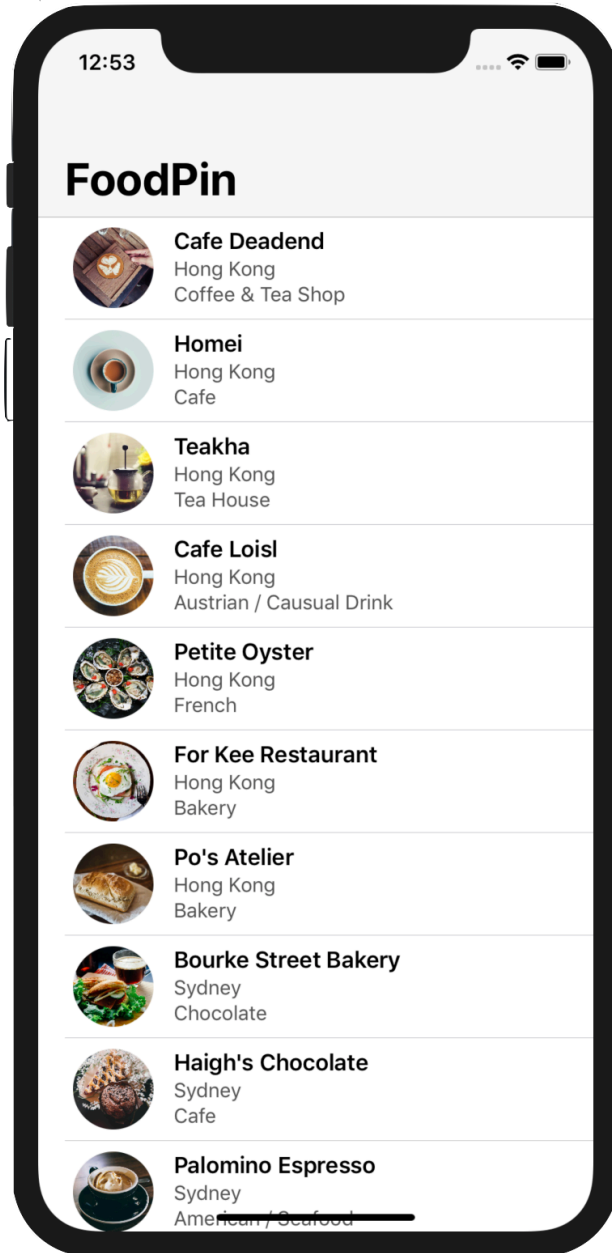 12:53
FoodPin
Cafe Deadend
Hong Kong
Coffee & Tea Shop
Homei
Hong Kong
Cafe
Teakha
Hong Kong
Tea House
Cafe Loisl
Hong Kong
Austrian / Causual Drink
Petite Oyster
Hong Kong
French
For Kee Restaurant
Hong Kong
Bakery
Po's Atelier
Hong Kong
Bakery
Bourke Street Bakery
Sydney
Chocolate
Haigh's Chocolate
Sydney
Cafe
Palomino Espresso
Sydney
American / Seafood